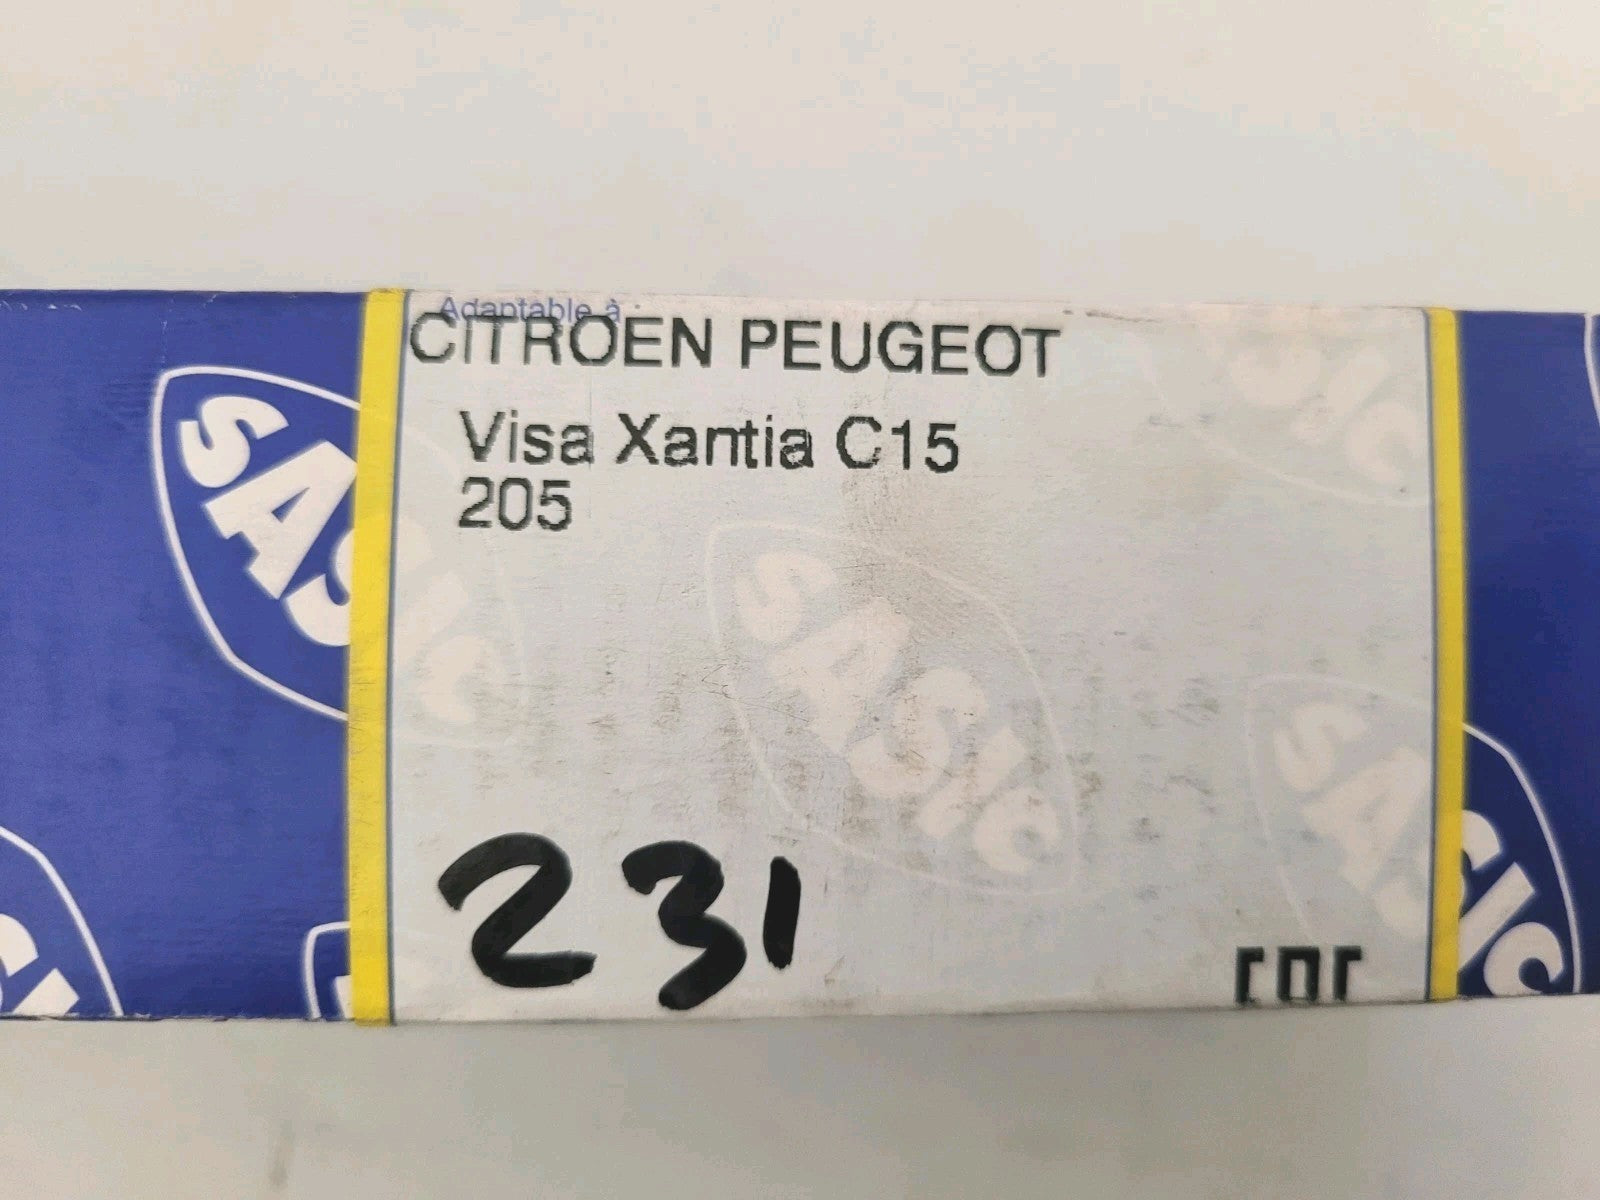 Adaptable à :
CITROEN PEUGEOT
Visa Xantia C15
205
SASIC
SASIC
SASIC
SASIC
231